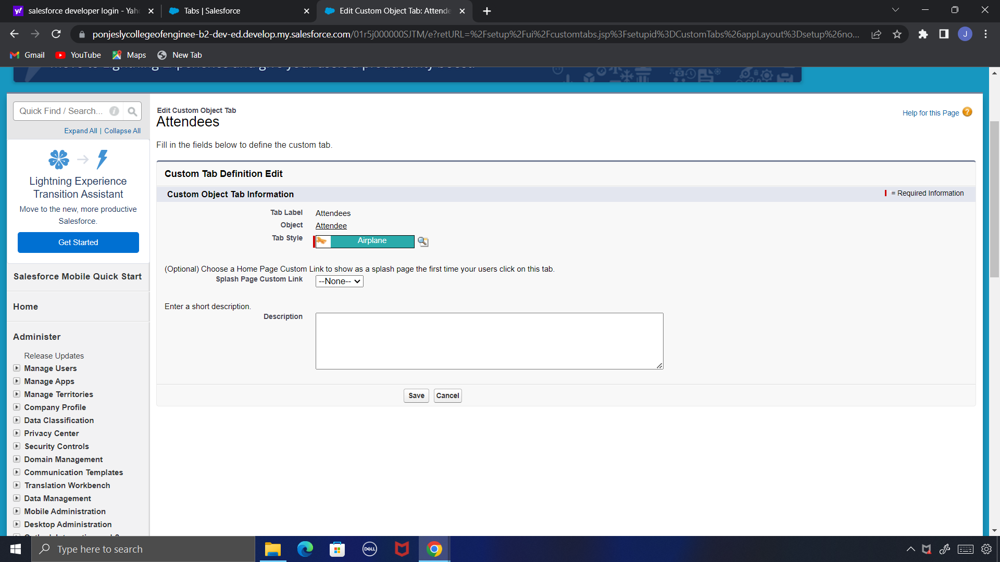 salesforce developer login - Yah
Tabs | Salesforce
Edit Custom Object Tab: Attende
ponjeslycollegeofenginee-b2-dev-ed.develop.my.salesforce.com/01r5j000000SJTM/e?retURL=%2Fsetup%2Fui%2Fcustomtabs.jsp%3Fsetupid%3DCustomTabs%26appLayout%3Dsetup%26no...
J
Gmail
YouTube
Maps
New Tab
Quick Find / Search...
Expand All | Collapse All
Lightning Experience
Transition Assistant
Move to the new, more productive
Salesforce.
Get Started
Salesforce Mobile Quick Start
Home
Administer
Release Updates
Manage Users
Manage Apps
Manage Territories
Company Profile
Data Classification
Privacy Center
Security Controls
Domain Management
Communication Templates
Translation Workbench
Data Management
Mobile Administration
Desktop Administration
Edit Custom Object Tab
Attendees
Help for this Page
Fill in the fields below to define the custom tab.
Custom Tab Definition Edit
Custom Object Tab Information
= Required Information
Tab Label Attendees
Object Attendee
Tab Style Airplane
(Optional) Choose a Home Page Custom Link to show as a splash page the first time your users click on this tab.
Splash Page Custom Link --None--
Enter a short description.
Description
Save Cancel
Type here to search
DELL